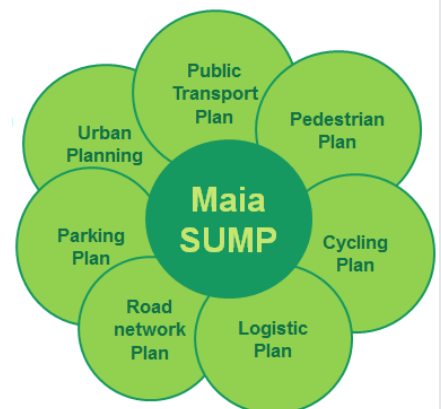 Public
Transport
Plan
Pedestrian
Plan
Cycling
Plan
Logistic
Plan
Road
network
Plan
Parking
Plan
Urban
Planning
Maia
SUMP